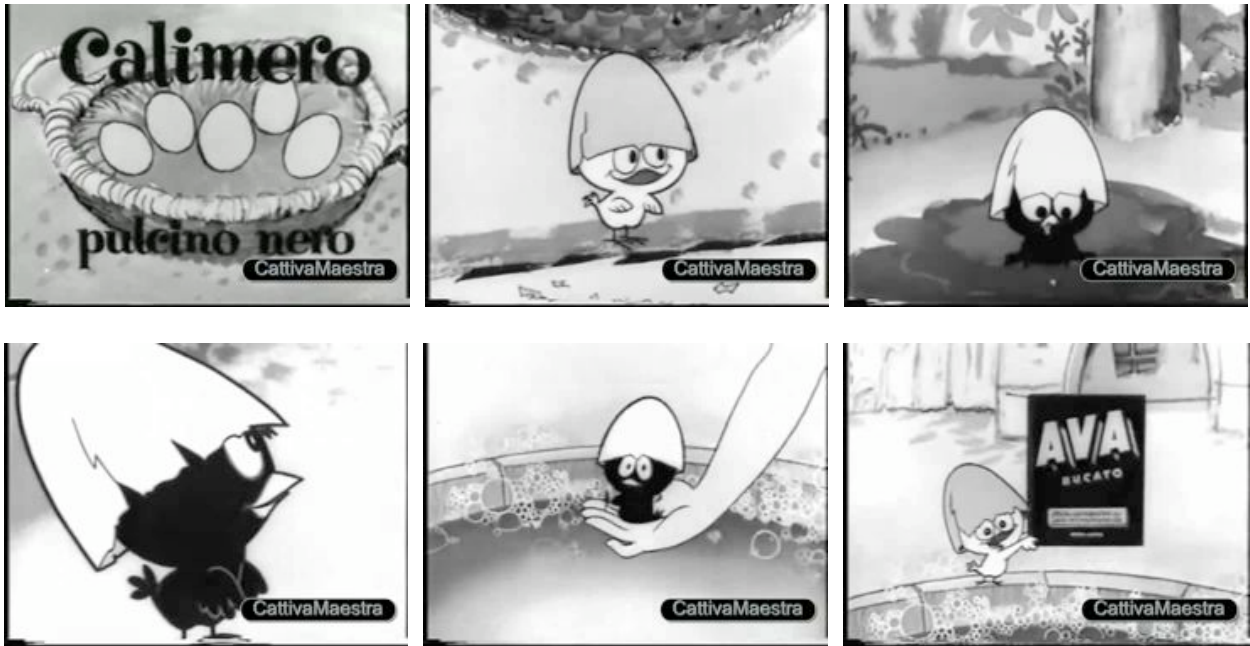 Calimero
pulcino nero
CattivaMaestra
CattivaMaestra
CattivaMaestra
CattivaMaestra
CattivaMaestra
AVA
BUCATO
CattivaMaestra